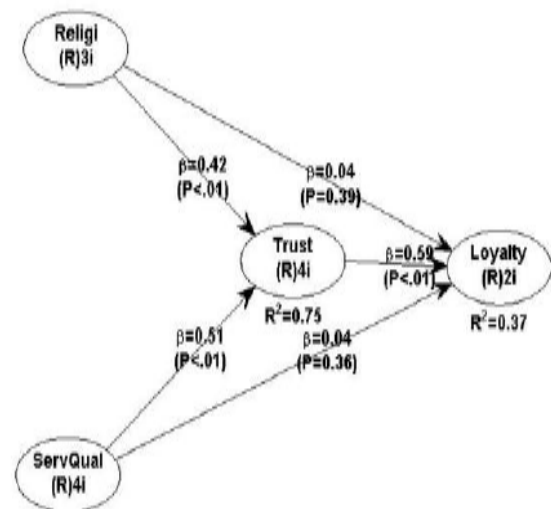 Religi
(R)3i
β=0.42
(P<.01)
β=0.04
(P=0.39)
Trust
(R)4i
R²=0.75
β=0.59
(P<.01)
Loyalty
(R)2i
R²=0.37
β=0.51
(P<.01)
β=0.04
(P=0.36)
ServQual
(R)4i